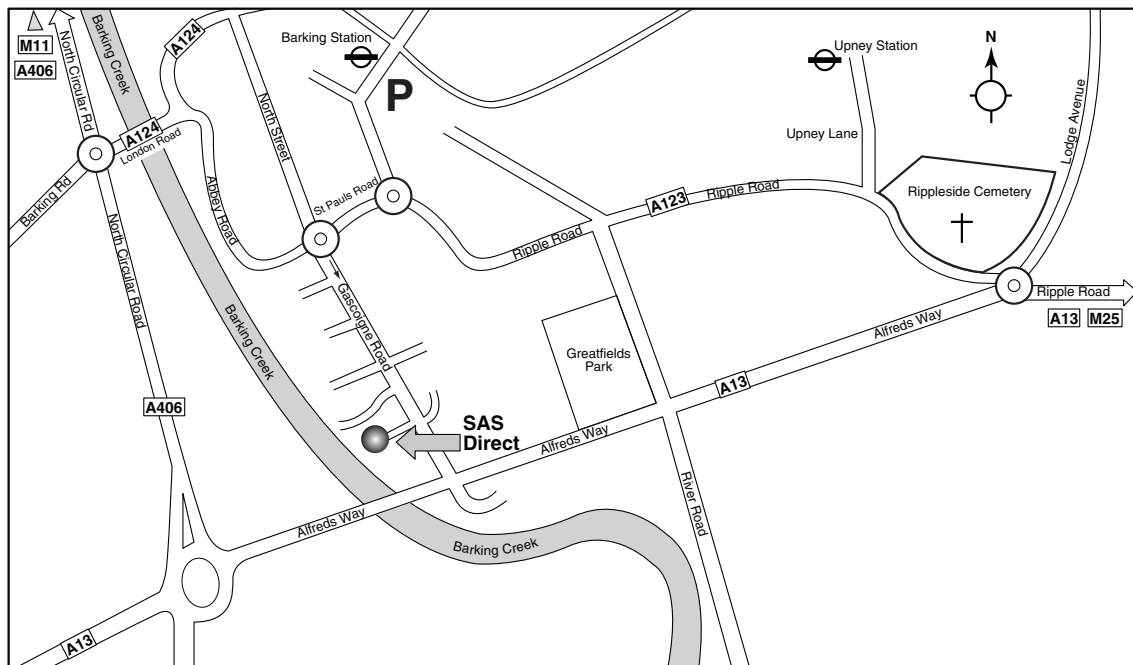 M11
A406
North Circular Rd
Barking Creek
A124
Barking Station
P
Upney Station
N
Lodge Avenue
A124
London Road
North Street
Upney Lane
Barking Rd
Abbey Road
St Pauls Road
A123
Ripple Road
Rippleside Cemetery
Ripple Road
North Circular Road
Gascoigne Road
Barking Creek
Ripple Road
A13
M25
Alfreds Way
Greatfields
Park
A13
A406
SAS
Direct
Alfreds Way
River Road
Alfreds Way
Barking Creek
A13